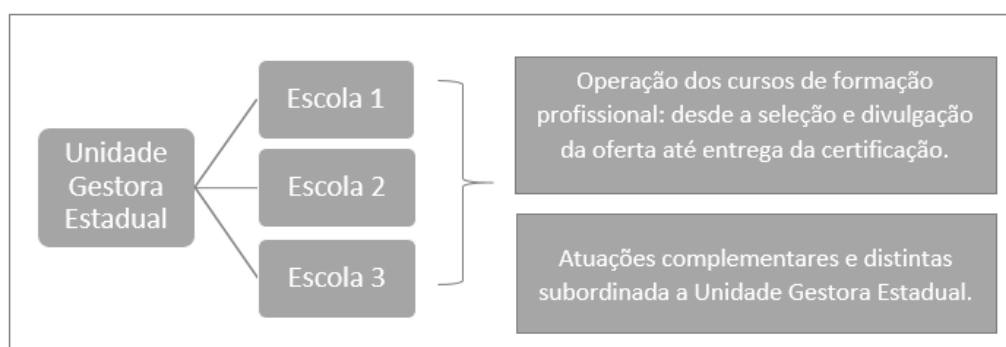 Unidade
Gestora
Estadual
Escola 1
Escola 2
Escola 3
Operação dos cursos de formação
profissional: desde a seleção e divulgação
da oferta até entrega da certificação.
Atuações complementares e distintas
subordinada a Unidade Gestora Estadual.